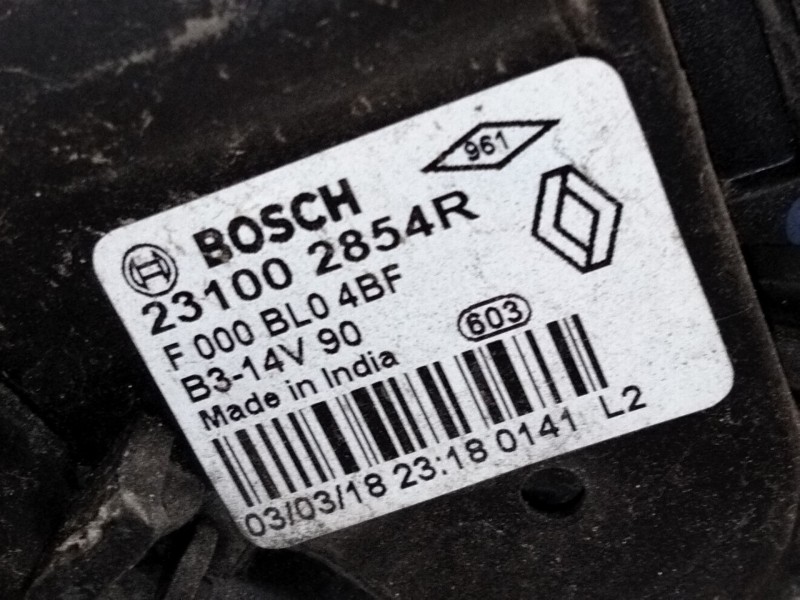 961
BOSCH
23100 2854R
F 000 BL0 4BF
B3-14V 90
603
Made in India
03/03/18 23:18 0141 L2